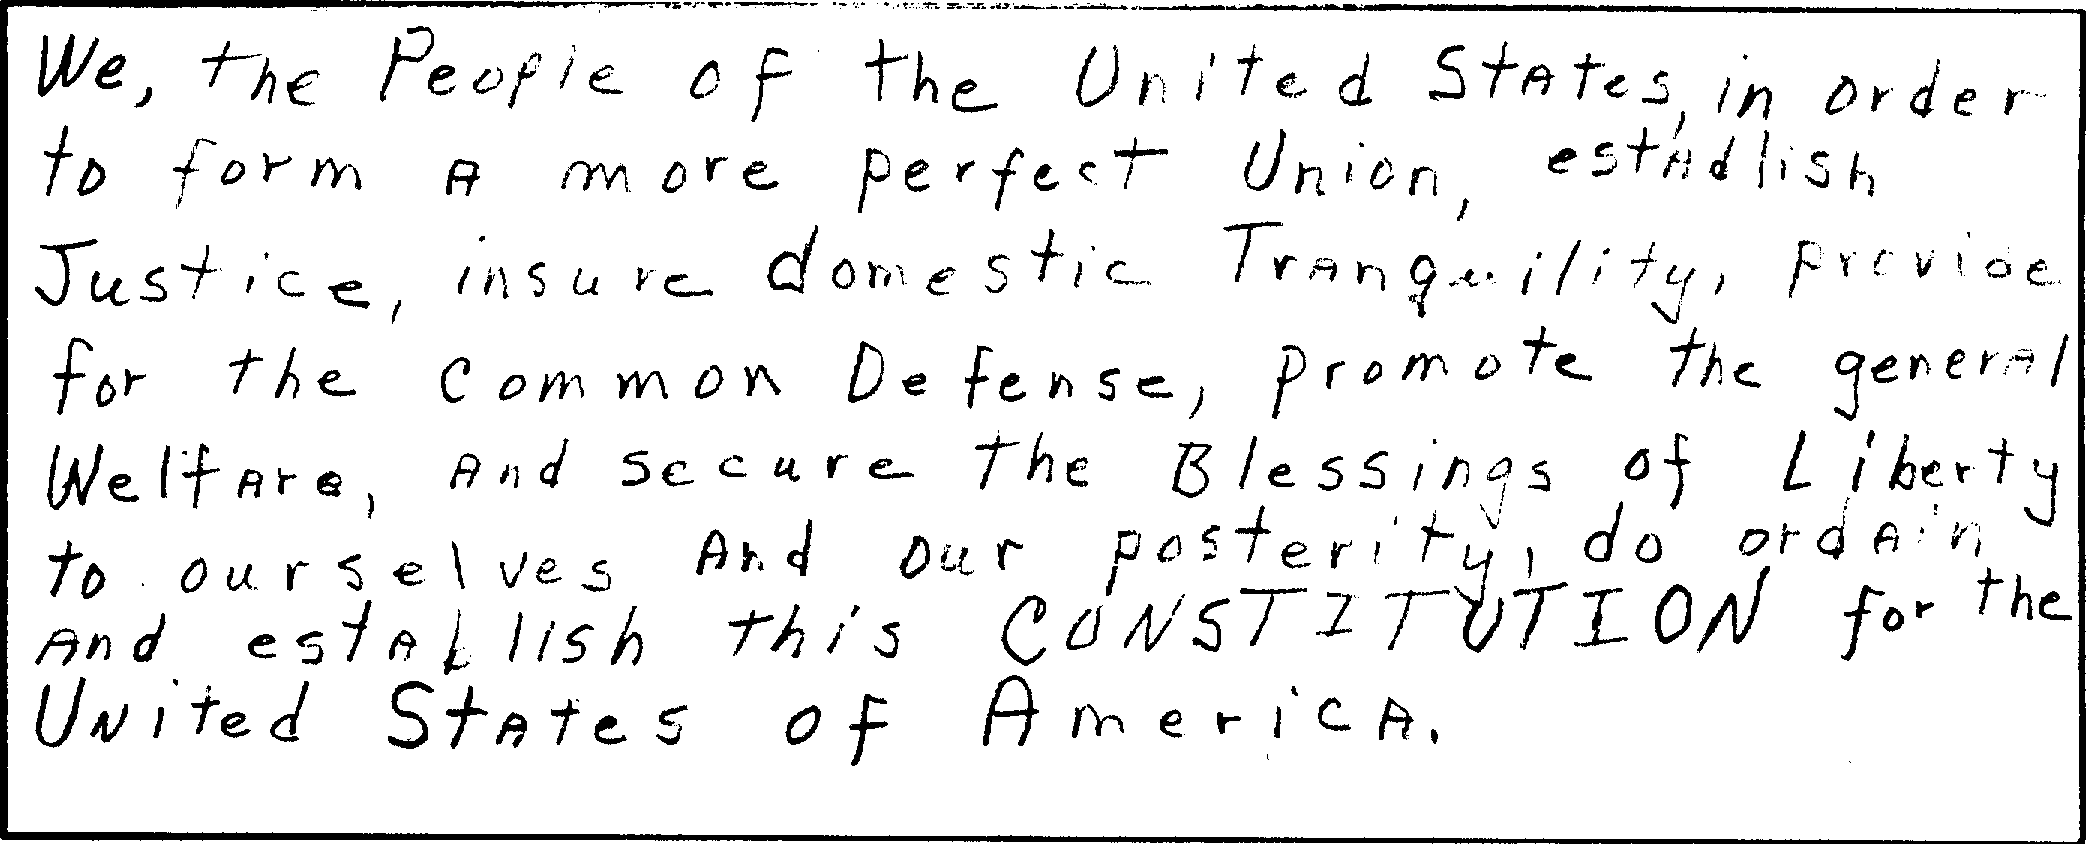 We, the People of the United States, in order
to form A more perfect Union, estAdlish
Justice, insure domestic TrAnquility, provide
for the Common Defense, promote the generAl
WelfAre, And secure the Blessings of Liberty
to ourselves And our posterity, do ordAin
And estAblish this CONSTITUTION for the
UNited StAtes of AmericA.